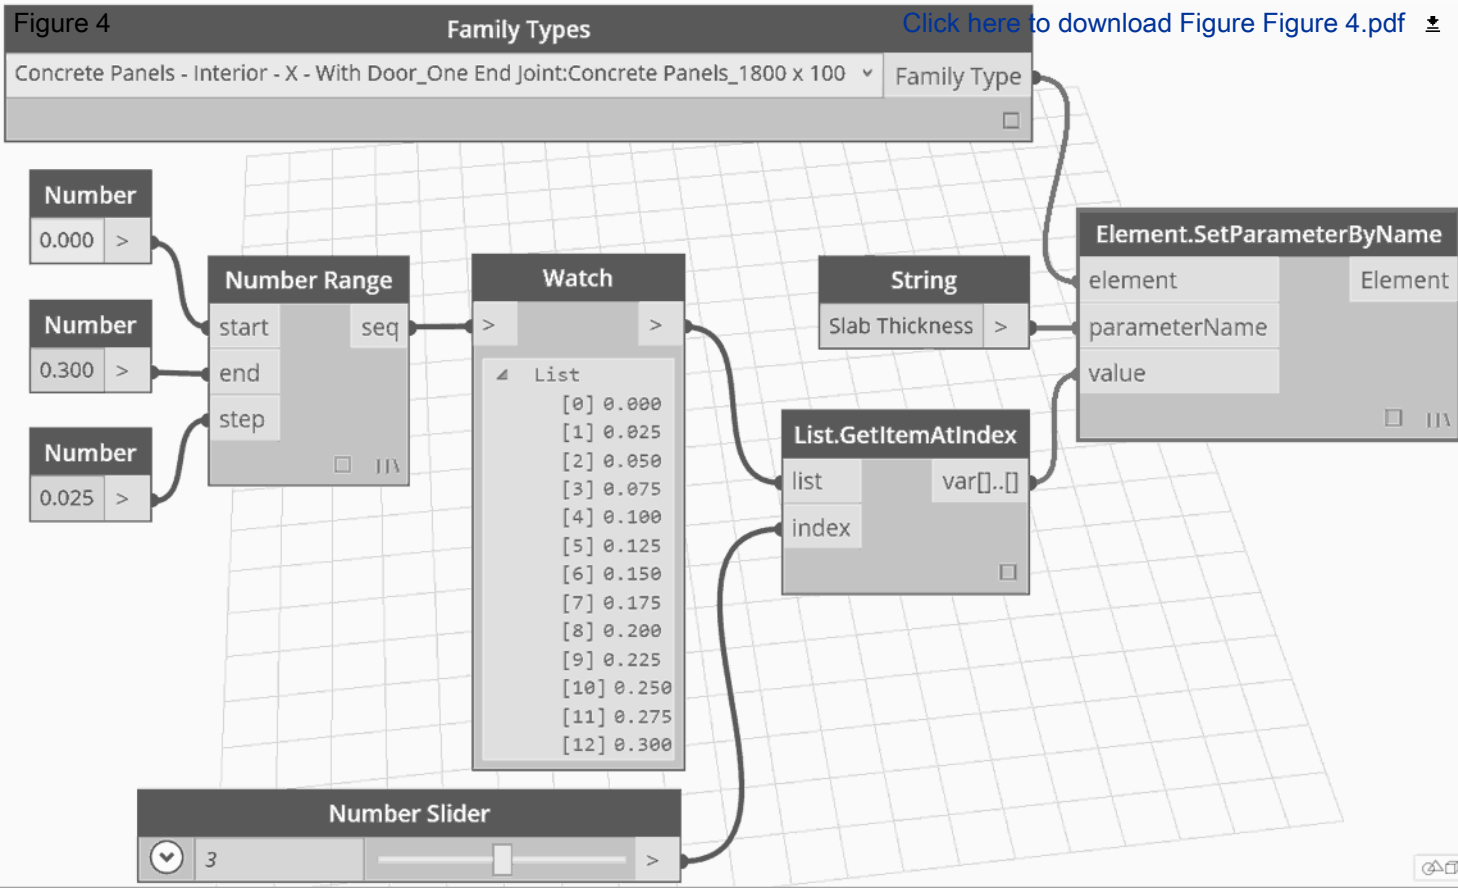 Figure 4
Click here to download Figure Figure 4.pdf
Family Types
Concrete Panels - Interior - X - With Door_One End Joint:Concrete Panels_1800 x 100
Family Type
Number
0.000 >
Number
0.300 >
Number
0.025 >
Number Range
start seq
end
step
Watch
> >
List
[0] 0.000
[1] 0.025
[2] 0.050
[3] 0.075
[4] 0.100
[5] 0.125
[6] 0.150
[7] 0.175
[8] 0.200
[9] 0.225
[10] 0.250
[11] 0.275
[12] 0.300
String
Slab Thickness >
List.GetItemAtIndex
list var[]..[]
index
Element.SetParameterByName
element Element
parameterName
value
Number Slider
3 >